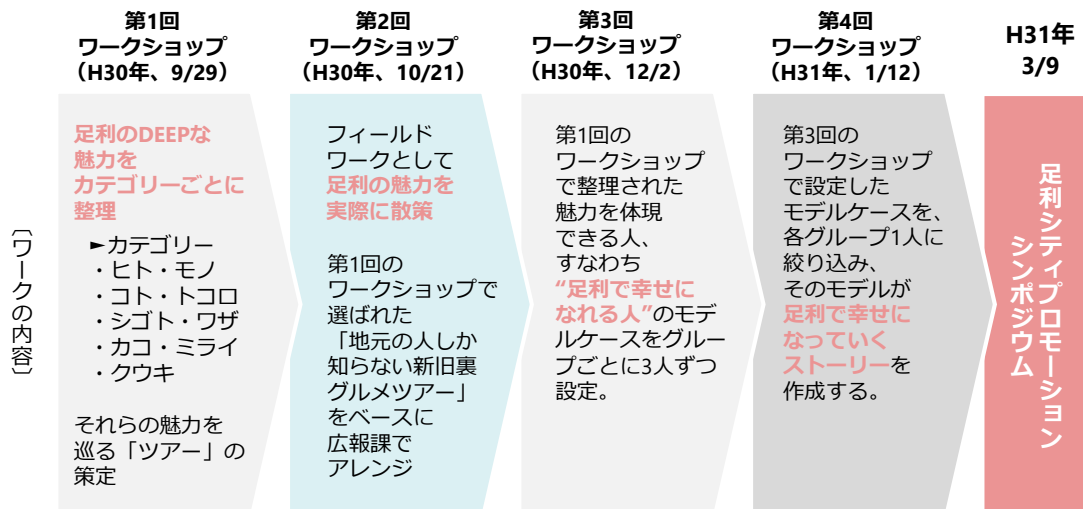 第1回
ワークショップ
（H30年、9/29）
第2回
ワークショップ
（H30年、10/21）
第3回
ワークショップ
（H30年、12/2）
第4回
ワークショップ
（H31年、1/12）
H31年
3/9
〔ワークの内容〕
足利のDEEPな
魅力を
カテゴリーごとに
整理
►カテゴリー
・ヒト・モノ
・コト・トコロ
・シゴト・ワザ
・カコ・ミライ
・クウキ
それらの魅力を
巡る「ツアー」の
策定
フィールド
ワークとして
足利の魅力を
実際に散策
第1回の
ワークショップで
選ばれた
「地元の人しか
知らない新旧裏
グルメツアー」
をベースに
広報課で
アレンジ
第1回の
ワークショップ
で整理された
魅力を体現
できる人、
すなわち
“足利で幸せに
なれる人”のモデ
ルケースをグルー
プごとに3人ずつ
設定。
第3回の
ワークショップ
で設定した
モデルケースを、
各グループ1人に
絞り込み、
そのモデルが
足利で幸せに
なっていく
ストーリーを
作成する。
足利シティプロモーション
シンポジウム